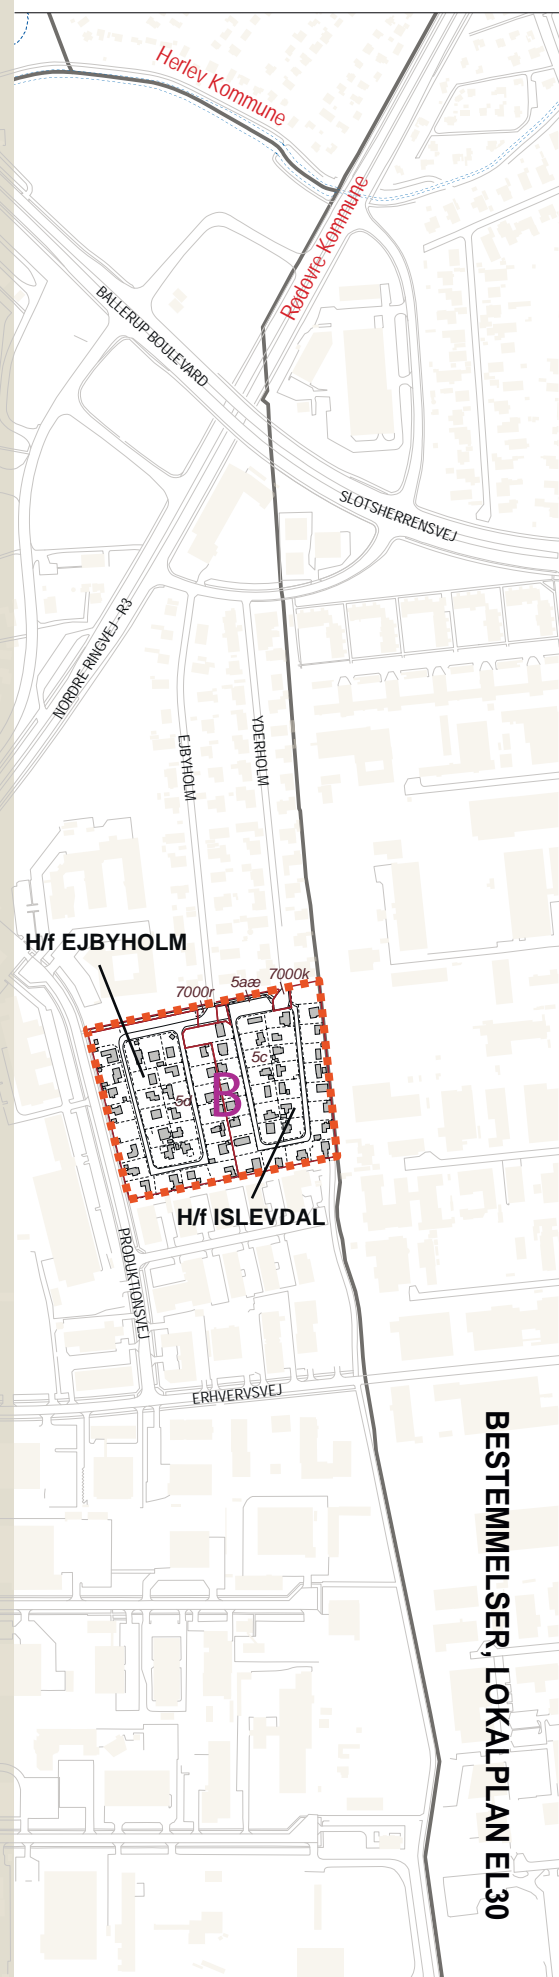 Herlev Kommune
Rødovre Kommune
BALLERUP BOULEVARD
SLOTSHERRENSVEJ
NORDRE RINGVEJ - R3
EJBYHOLM
YDERHOLM
H/f EJBYHOLM
7000r
5aæ
7000k
5c
5d
B
H/f ISLEVDAL
PRODUKTIONSVEJ
ERHVERVSVEJ
BESTEMMELSER, LOKALPLAN EL30